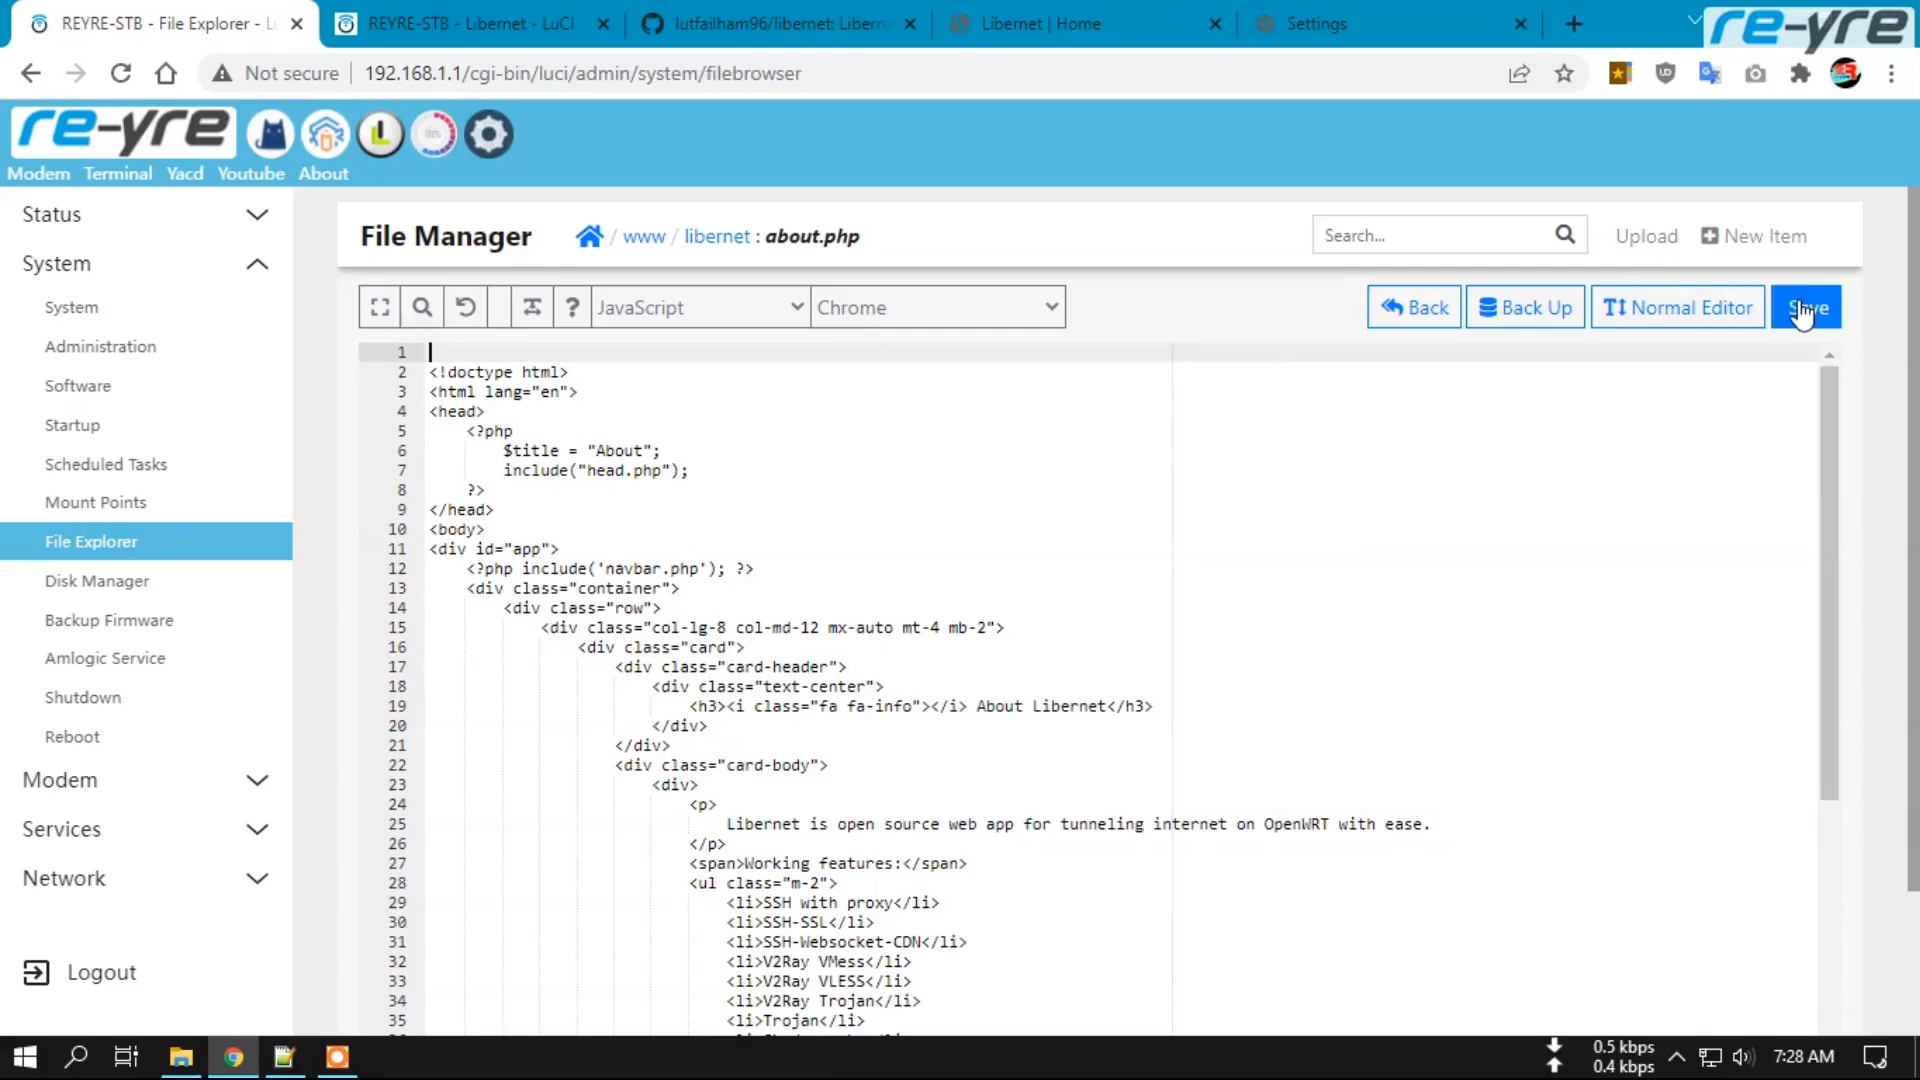 REYRE-STB - File Explorer - L
REYRE-STB - Libernet - LuCI
lutfailham96/libernet: Libern
Libernet | Home
Settings
re-yre
Not secure
192.168.1.1/cgi-bin/luci/admin/system/filebrowser
re-yre
Modem Terminal Yacd Youtube About
Status
System
System
Administration
Software
Startup
Scheduled Tasks
Mount Points
File Explorer
Disk Manager
Backup Firmware
Amlogic Service
Shutdown
Reboot
Modem
Services
Network
Logout
File Manager
/ www / libernet : about.php
Search...
Upload
New Item
?
JavaScript
Chrome
Back
Back Up
Normal Editor
Save
1
2 <!doctype html>
3 <html lang="en">
4 <head>
5 <?php
6 $title = "About";
7 include("head.php");
8 ?>
9 </head>
10 <body>
11 <div id="app">
12 <?php include('navbar.php'); ?>
13 <div class="container">
14 <div class="row">
15 <div class="col-lg-8 col-md-12 mx-auto mt-4 mb-2">
16 <div class="card">
17 <div class="card-header">
18 <div class="text-center">
19 <h3><i class="fa fa-info"></i> About Libernet</h3>
20 </div>
21 </div>
22 <div class="card-body">
23 <div>
24 <p>
25 Libernet is open source web app for tunneling internet on OpenWRT with ease.
26 </p>
27 <span>Working features:</span>
28 <ul class="m-2">
29 <li>SSH with proxy</li>
30 <li>SSH-SSL</li>
31 <li>SSH-Websocket-CDN</li>
32 <li>V2Ray VMess</li>
33 <li>V2Ray VLESS</li>
34 <li>V2Ray Trojan</li>
35 <li>Trojan</li>
0.5 kbps
0.4 kbps
7:28 AM